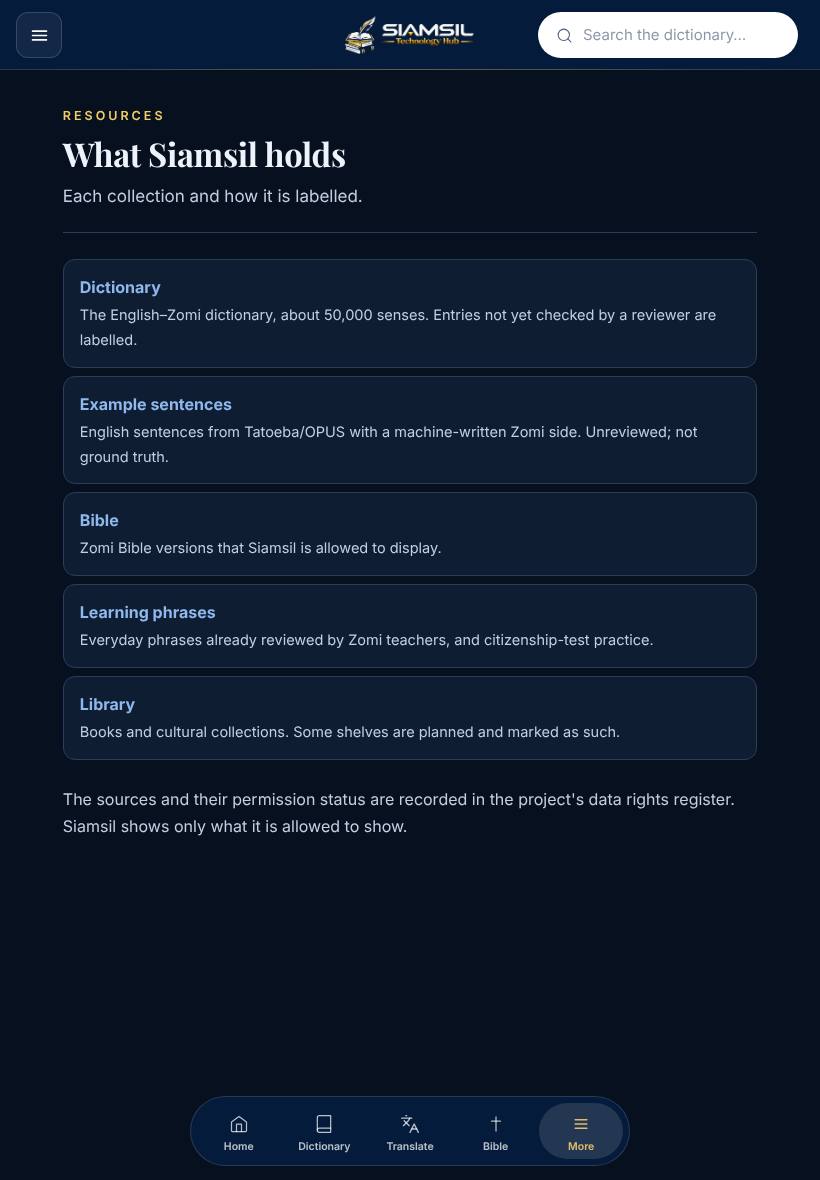 SIAMSIL
Technology Hub
Search the dictionary...
RESOURCES
What Siamsil holds
Each collection and how it is labelled.
Dictionary
The English–Zomi dictionary, about 50,000 senses. Entries not yet checked by a reviewer are
labelled.
Example sentences
English sentences from Tatoeba/OPUS with a machine-written Zomi side. Unreviewed; not
ground truth.
Bible
Zomi Bible versions that Siamsil is allowed to display.
Learning phrases
Everyday phrases already reviewed by Zomi teachers, and citizenship-test practice.
Library
Books and cultural collections. Some shelves are planned and marked as such.
The sources and their permission status are recorded in the project's data rights register.
Siamsil shows only what it is allowed to show.
Home
Dictionary
Translate
Bible
More